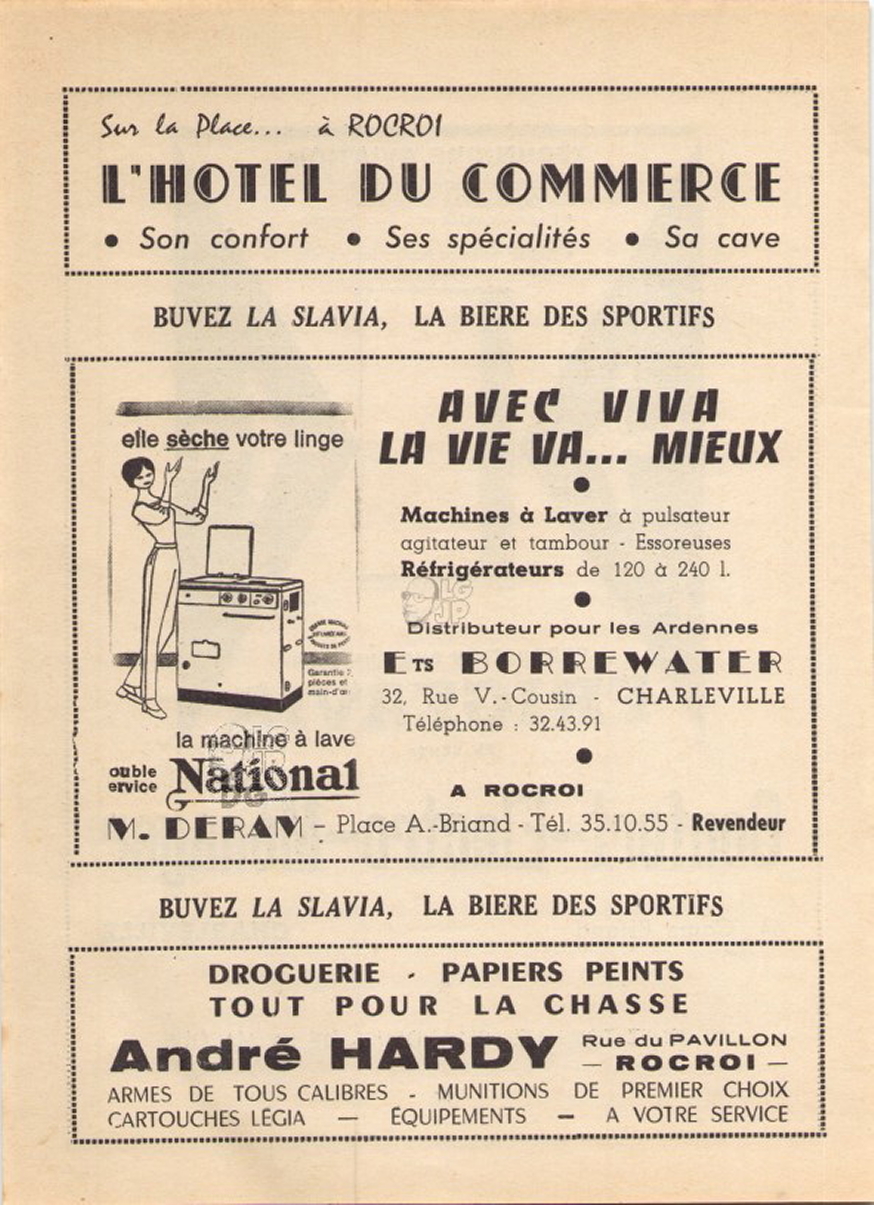 Sur la Place... à ROCROI
L'HOTEL DU COMMERCE
● Son confort ● Ses spécialités ● Sa cave
BUVEZ LA SLAVIA, LA BIERE DES SPORTIFS
elle sèche votre linge
Garantie
pièces et
main-d'œ
la machine à lave
ouble
ervice
National
AVEC VIVA
LA VIE VA... MIEUX
●
Machines à Laver à pulsateur
agitateur et tambour - Essoreuses
Réfrigérateurs de 120 à 240 l.
●
Distributeur pour les Ardennes
ETS BORREWATER
32, Rue V.-Cousin - CHARLEVILLE
Téléphone : 32.43.91
●
A ROCROI
M. DERAM - Place A.-Briand - Tél. 35.10.55 - Revendeur
BUVEZ LA SLAVIA, LA BIERE DES SPORTIFS
DROGUERIE - PAPIERS PEINTS
TOUT POUR LA CHASSE
André HARDY Rue du PAVILLON
— ROCROI —
ARMES DE TOUS CALIBRES - MUNITIONS DE PREMIER CHOIX
CARTOUCHES LÉGIA — ÉQUIPEMENTS — A VOTRE SERVICE